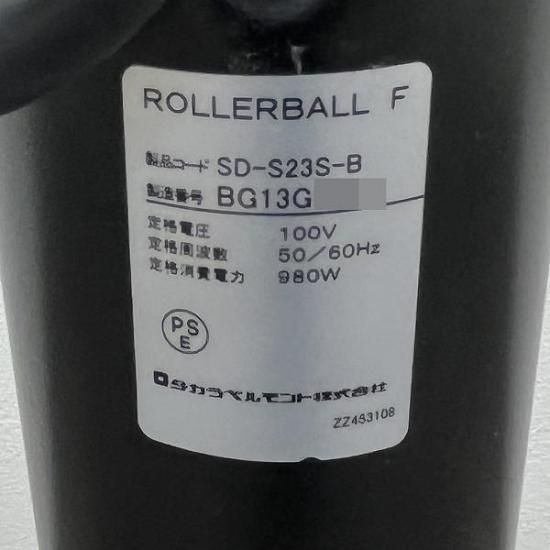 ROLLERBALL F
製品コード SD-S23S-B
製造番号 BG13G
定格電圧 100V
定格周波数 50/60Hz
定格消費電力 980W
PS
E
タカラベルモント株式会社
ZZ453108